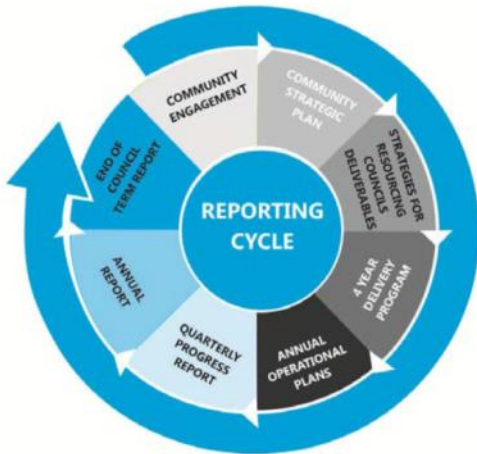 COMMUNITY
ENGAGEMENT
COMMUNITY
STRATEGIC
PLAN
STRATEGIES FOR
RESOURCING
COUNCILS
DELIVERABLES
4 YEAR
DELIVERY
PROGRAM
ANNUAL
OPERATIONAL
PLANS
QUARTERLY
PROGRESS
REPORT
ANNUAL
REPORT
END OF
COUNCIL
TERM REPORT
REPORTING
CYCLE